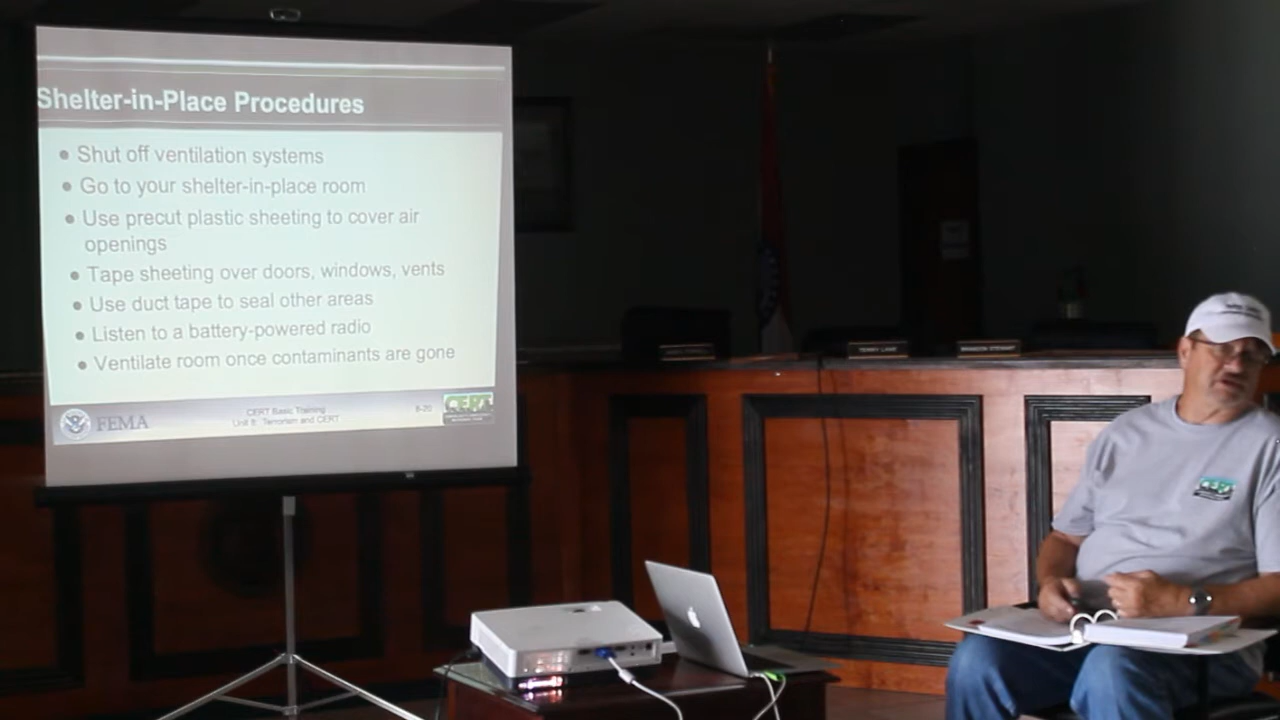 Shelter-in-Place Procedures
Shut off ventilation systems
Go to your shelter-in-place room
Use precut plastic sheeting to cover air
openings
Tape sheeting over doors, windows, vents
Use duct tape to seal other areas
Listen to a battery-powered radio
Ventilate room once contaminants are gone
FEMA
CERT Basic Training
Unit 8: Terrorism and CERT
8-20